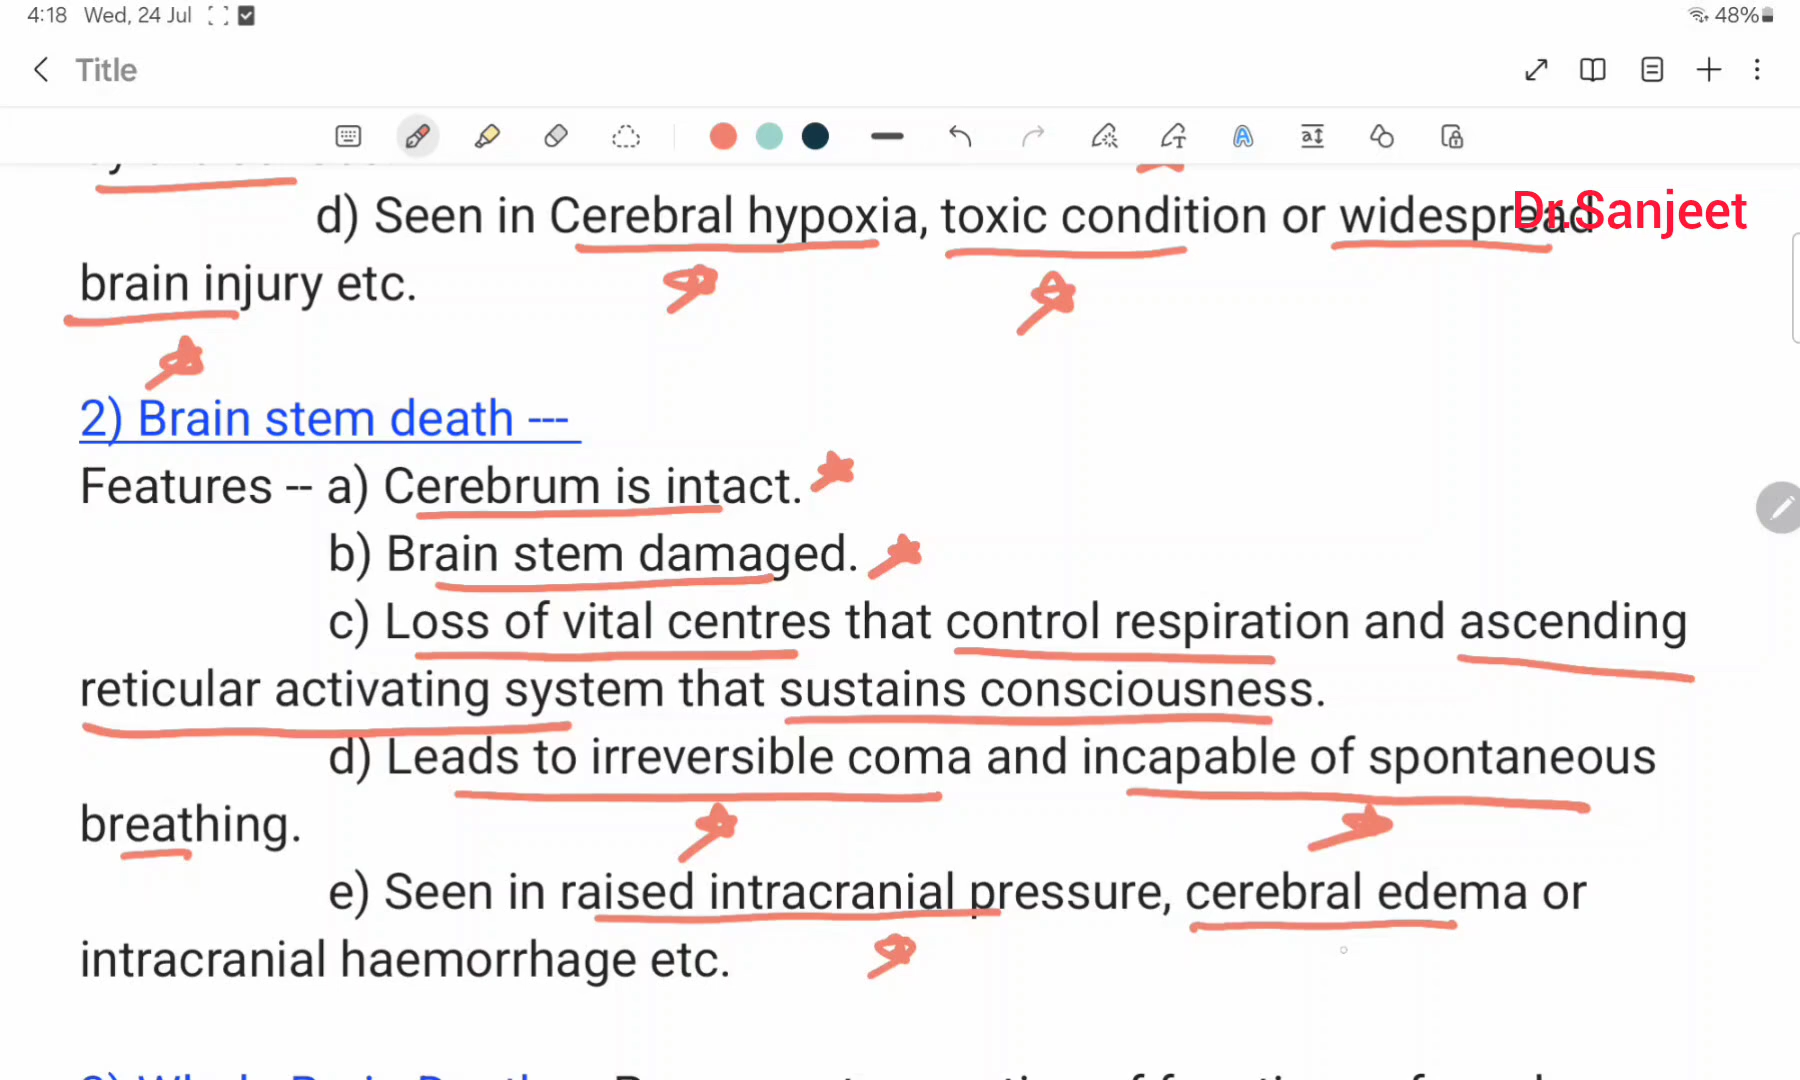 4:18 Wed, 24 Jul 48%
Title
d) Seen in Cerebral hypoxia, toxic condition or widespread
Dr.Sanjeet
brain injury etc.
2) Brain stem death ---
Features -- a) Cerebrum is intact.
b) Brain stem damaged.
c) Loss of vital centres that control respiration and ascending
reticular activating system that sustains consciousness.
d) Leads to irreversible coma and incapable of spontaneous
breathing.
e) Seen in raised intracranial pressure, cerebral edema or
intracranial haemorrhage etc.